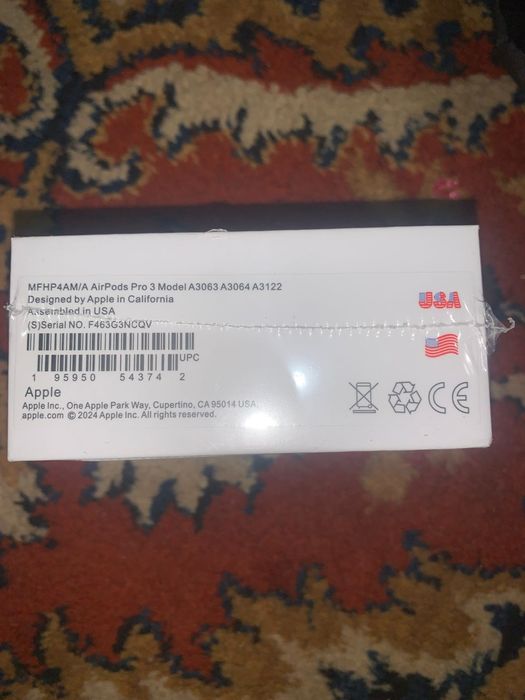 MFHP4AM/A AirPods Pro 3 Model A3063 A3064 A3122
Designed by Apple in California
Assembled in USA
(S)Serial NO. F463G3NCQV
USA
UPC
1 95950 54374 2
Apple
Apple Inc., One Apple Park Way, Cupertino, CA 95014 USA.
apple.com © 2024 Apple Inc. All rights reserved.
CE